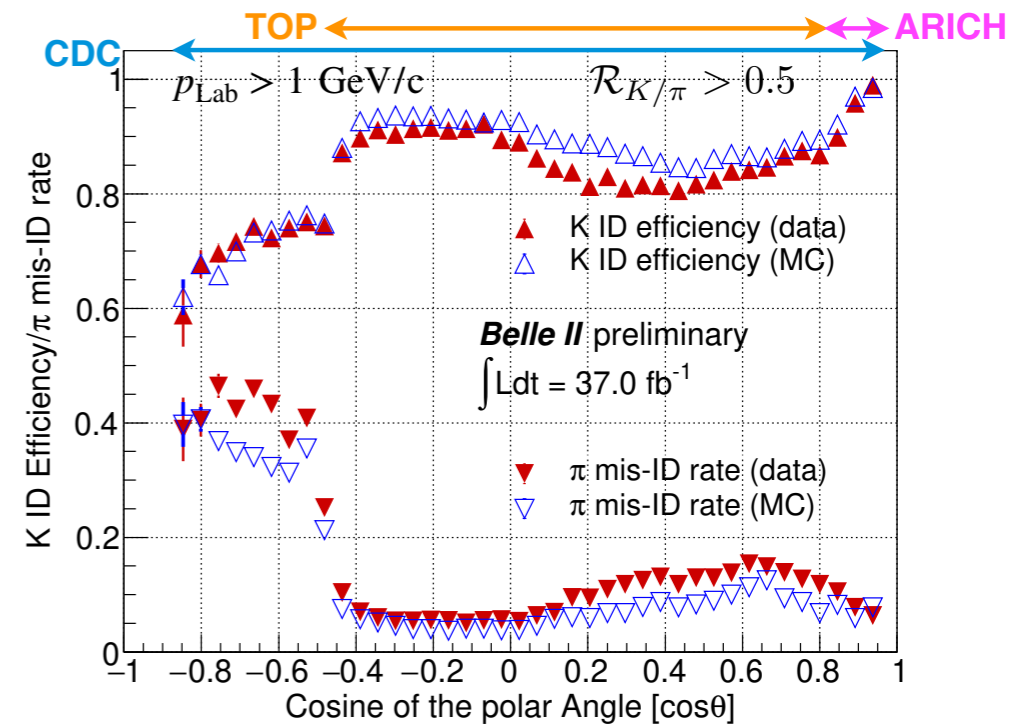 TOP
ARICH
CDC
p_Lab > 1 GeV/c
R_K/π > 0.5
K ID efficiency (data)
K ID efficiency (MC)
Belle II preliminary
∫Ldt = 37.0 fb⁻¹
π mis-ID rate (data)
π mis-ID rate (MC)
K ID Efficiency/π mis-ID rate
1
0.8
0.6
0.4
0.2
0
−1 −0.8 −0.6 −0.4 −0.2 0 0.2 0.4 0.6 0.8 1
Cosine of the polar Angle [cosθ]